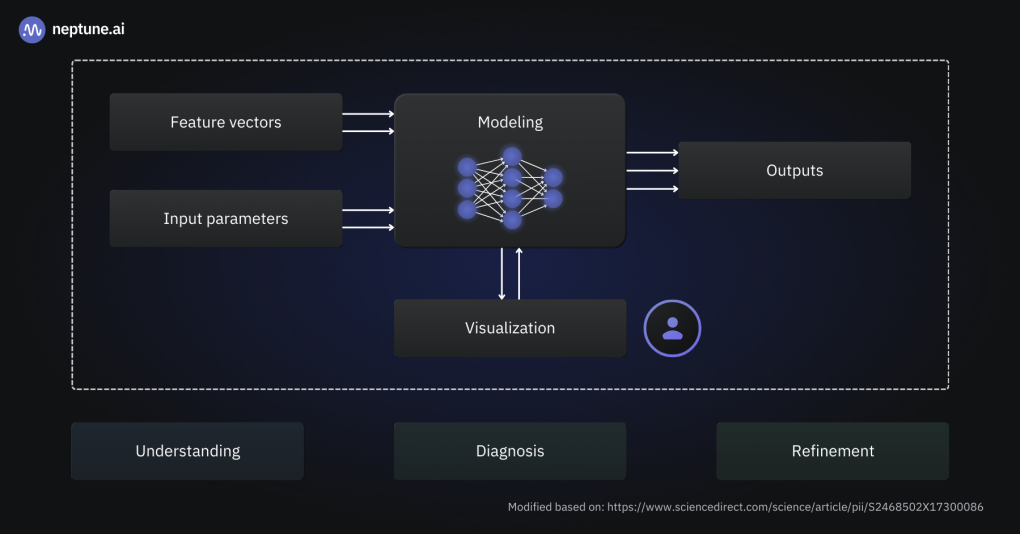 neptune.ai
Feature vectors
Modeling
Outputs
Input parameters
Visualization
Understanding
Diagnosis
Refinement
Modified based on: https://www.sciencedirect.com/science/article/pii/S2468502X17300086